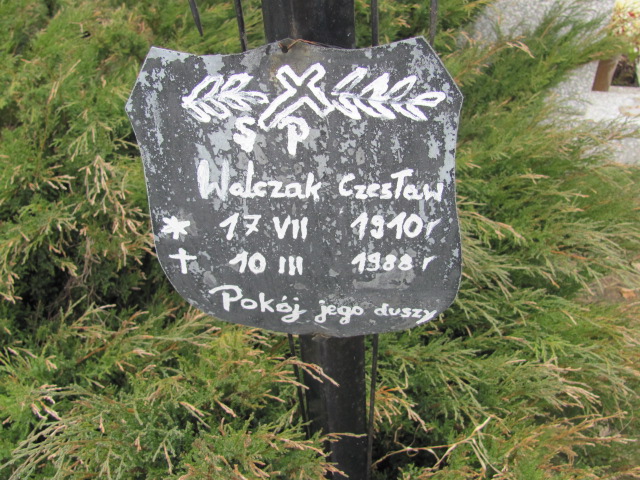 Ś P
Walczak Czesław
* 17 VII 1910 r
† 10 III 1988 r
Pokój jego duszy